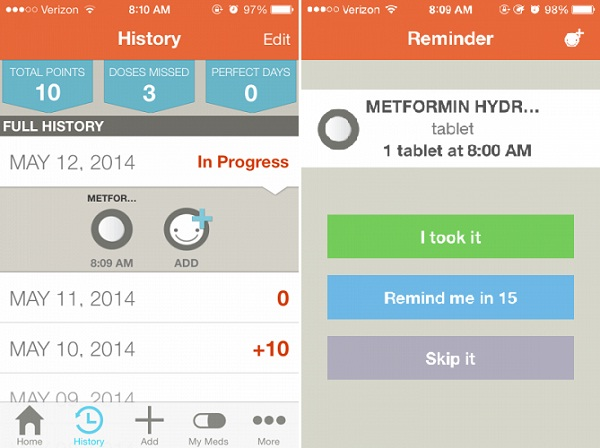 Verizon 8:10 AM 97%
History Edit
TOTAL POINTS DOSES MISSED PERFECT DAYS
10 3 0
FULL HISTORY
MAY 12, 2014 In Progress
METFOR...
8:09 AM ADD
MAY 11, 2014 0
MAY 10, 2014 +10
MAY 09, 2014
Home History Add My Meds More
Verizon 8:09 AM 98%
Reminder
METFORMIN HYDR...
tablet
1 tablet at 8:00 AM
I took it
Remind me in 15
Skip it